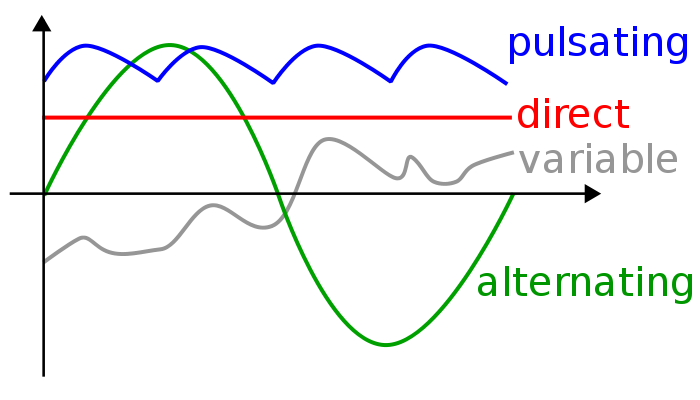 pulsating
direct
variable
alternating